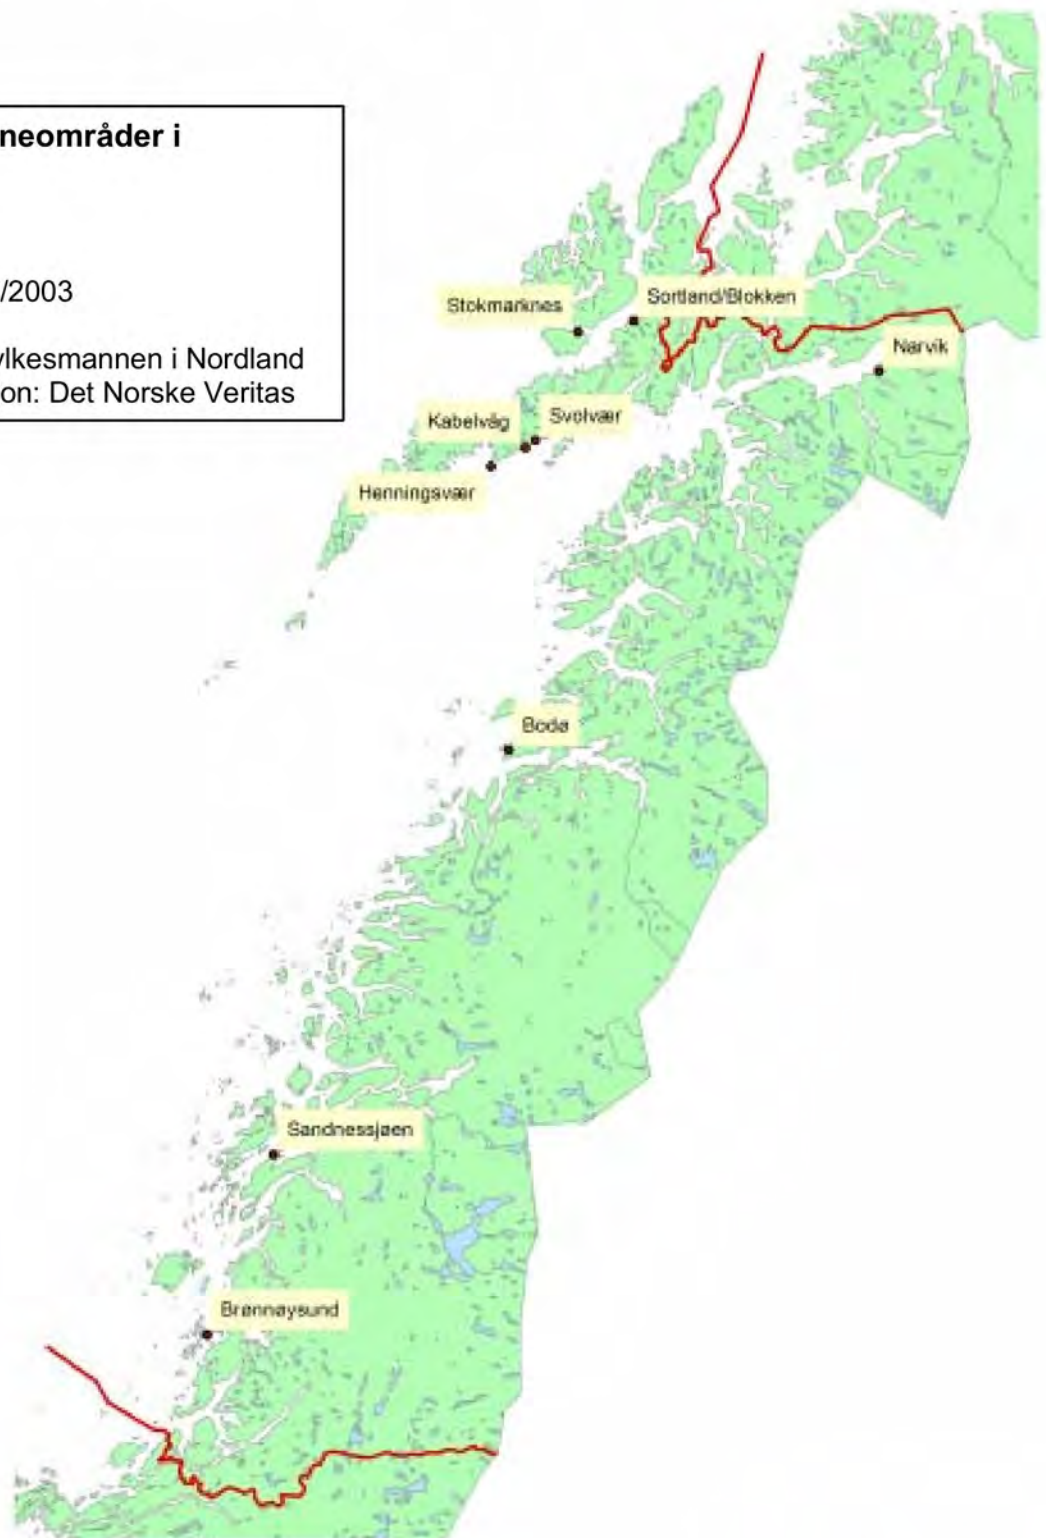 neområder i
/2003
ylkesmannen i Nordland
on: Det Norske Veritas
Stokmarknes
Sortland/Blokken
Narvik
Kabelvåg
Svolvær
Henningsvær
Bodø
Sandnessjøen
Brønnøysund